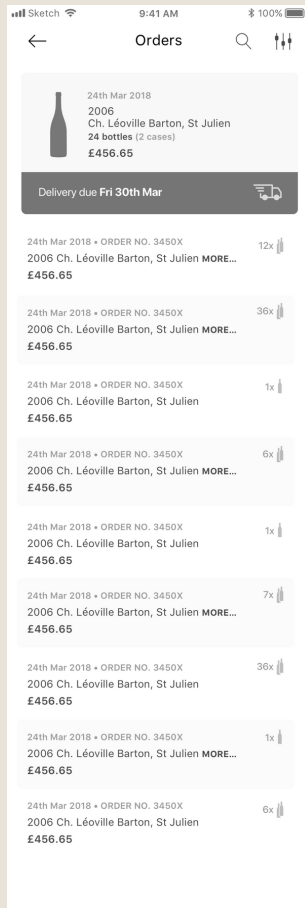 Sketch 9:41 AM 100%
Orders
24th Mar 2018
2006
Ch. Léoville Barton, St Julien
24 bottles (2 cases)
£456.65
Delivery due Fri 30th Mar
24th Mar 2018 • ORDER NO. 3450X 12x
2006 Ch. Léoville Barton, St Julien MORE...
£456.65
24th Mar 2018 • ORDER NO. 3450X 36x
2006 Ch. Léoville Barton, St Julien MORE...
£456.65
24th Mar 2018 • ORDER NO. 3450X 1x
2006 Ch. Léoville Barton, St Julien
£456.65
24th Mar 2018 • ORDER NO. 3450X 6x
2006 Ch. Léoville Barton, St Julien MORE...
£456.65
24th Mar 2018 • ORDER NO. 3450X 1x
2006 Ch. Léoville Barton, St Julien
£456.65
24th Mar 2018 • ORDER NO. 3450X 7x
2006 Ch. Léoville Barton, St Julien MORE...
£456.65
24th Mar 2018 • ORDER NO. 3450X 36x
2006 Ch. Léoville Barton, St Julien
£456.65
24th Mar 2018 • ORDER NO. 3450X 1x
2006 Ch. Léoville Barton, St Julien MORE...
£456.65
24th Mar 2018 • ORDER NO. 3450X 6x
2006 Ch. Léoville Barton, St Julien
£456.65